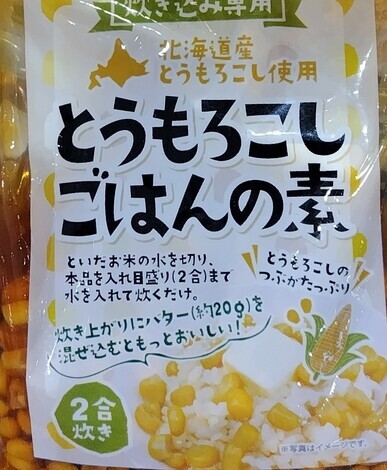 炊き込み専用
北海道産
とうもろこし使用
とうもろこし
ごはんの素
といだお米の水を切り、
本品を入れ目盛り(2合)まで
水を入れて炊くだけ。
とうもろこしの
つぶがたっぷり
炊き上がりにバター(約20g)を
混ぜ込むともっとおいしい!
2合
炊き
※写真はイメージです。